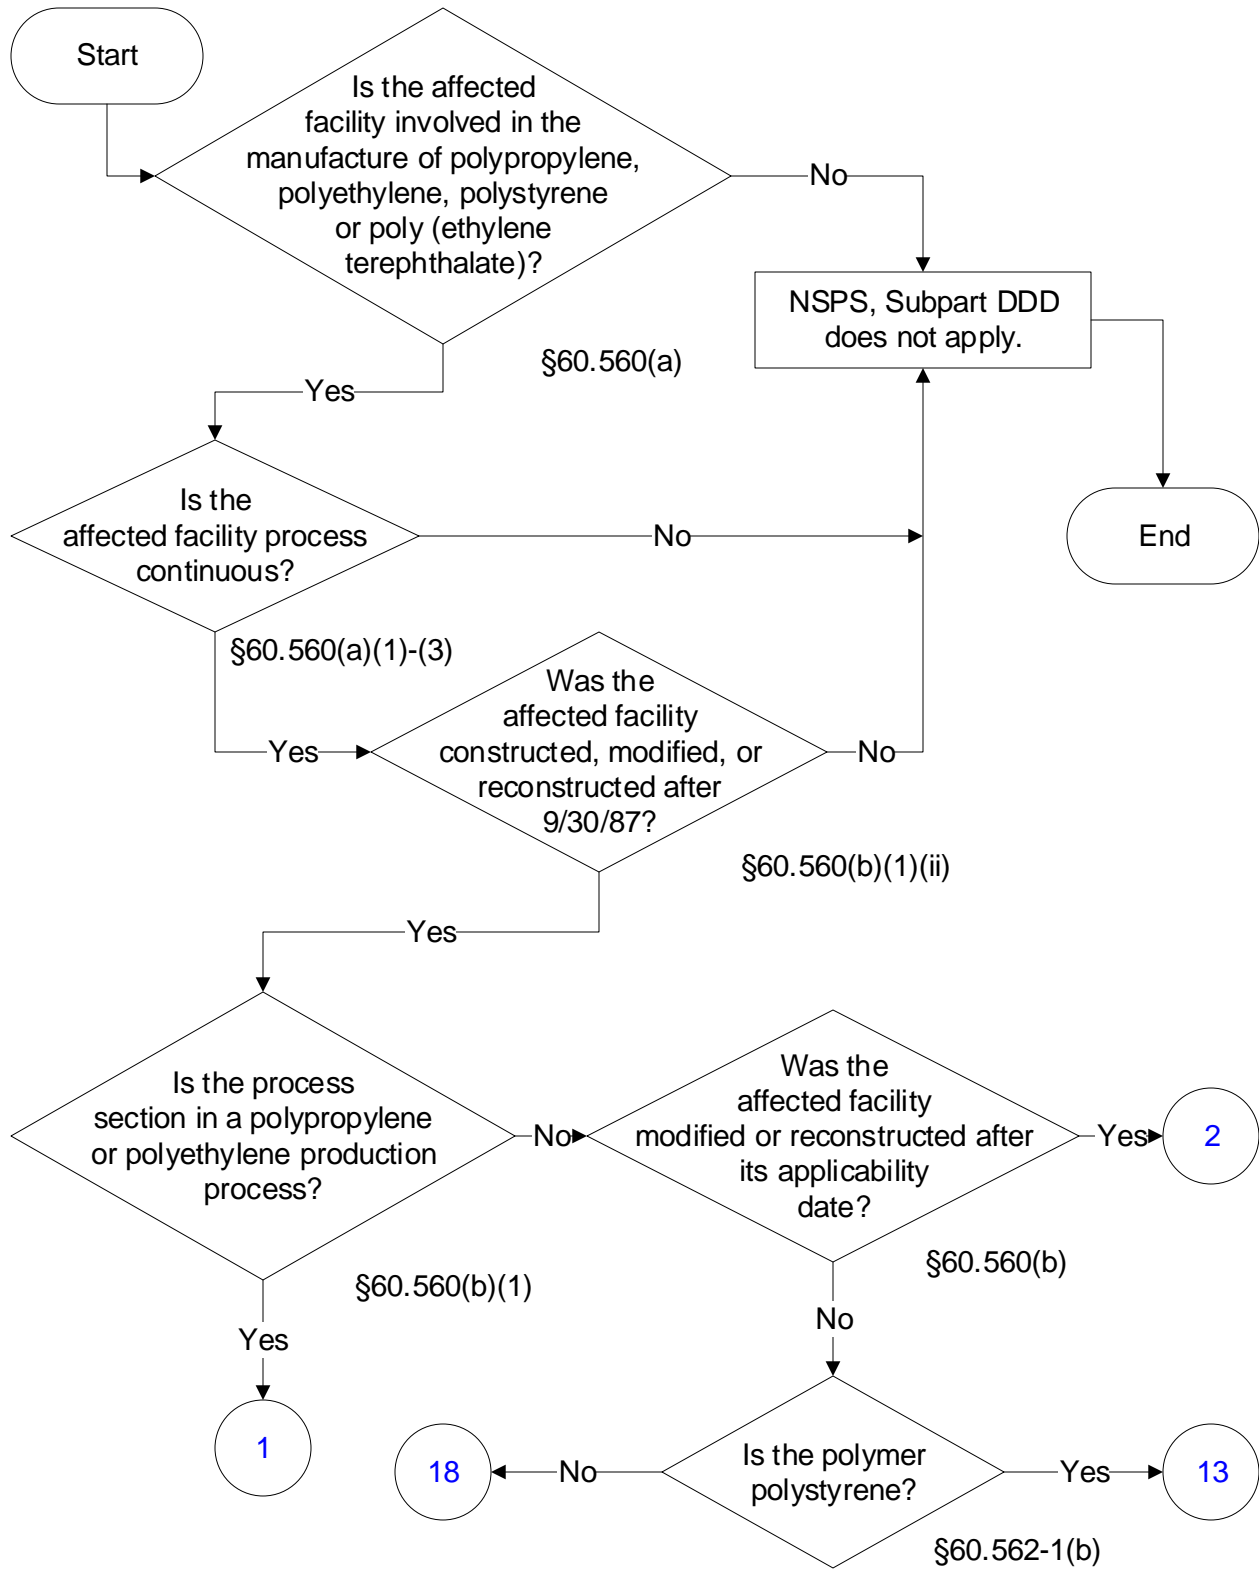 Start
Is the affected
facility involved in the
manufacture of polypropylene,
polyethylene, polystyrene
or poly (ethylene
terephthalate)?
No
NSPS, Subpart DDD
does not apply.
§60.560(a)
Yes
Is the
affected facility process
continuous?
No
End
§60.560(a)(1)-(3)
Was the
affected facility
constructed, modified, or
reconstructed after
9/30/87?
Yes
No
§60.560(b)(1)(ii)
Yes
Is the process
section in a polypropylene
or polyethylene production
process?
No
Was the
affected facility
modified or reconstructed after
its applicability
date?
Yes
2
§60.560(b)(1)
§60.560(b)
Yes
No
1
18
No
Is the polymer
polystyrene?
Yes
13
§60.562-1(b)